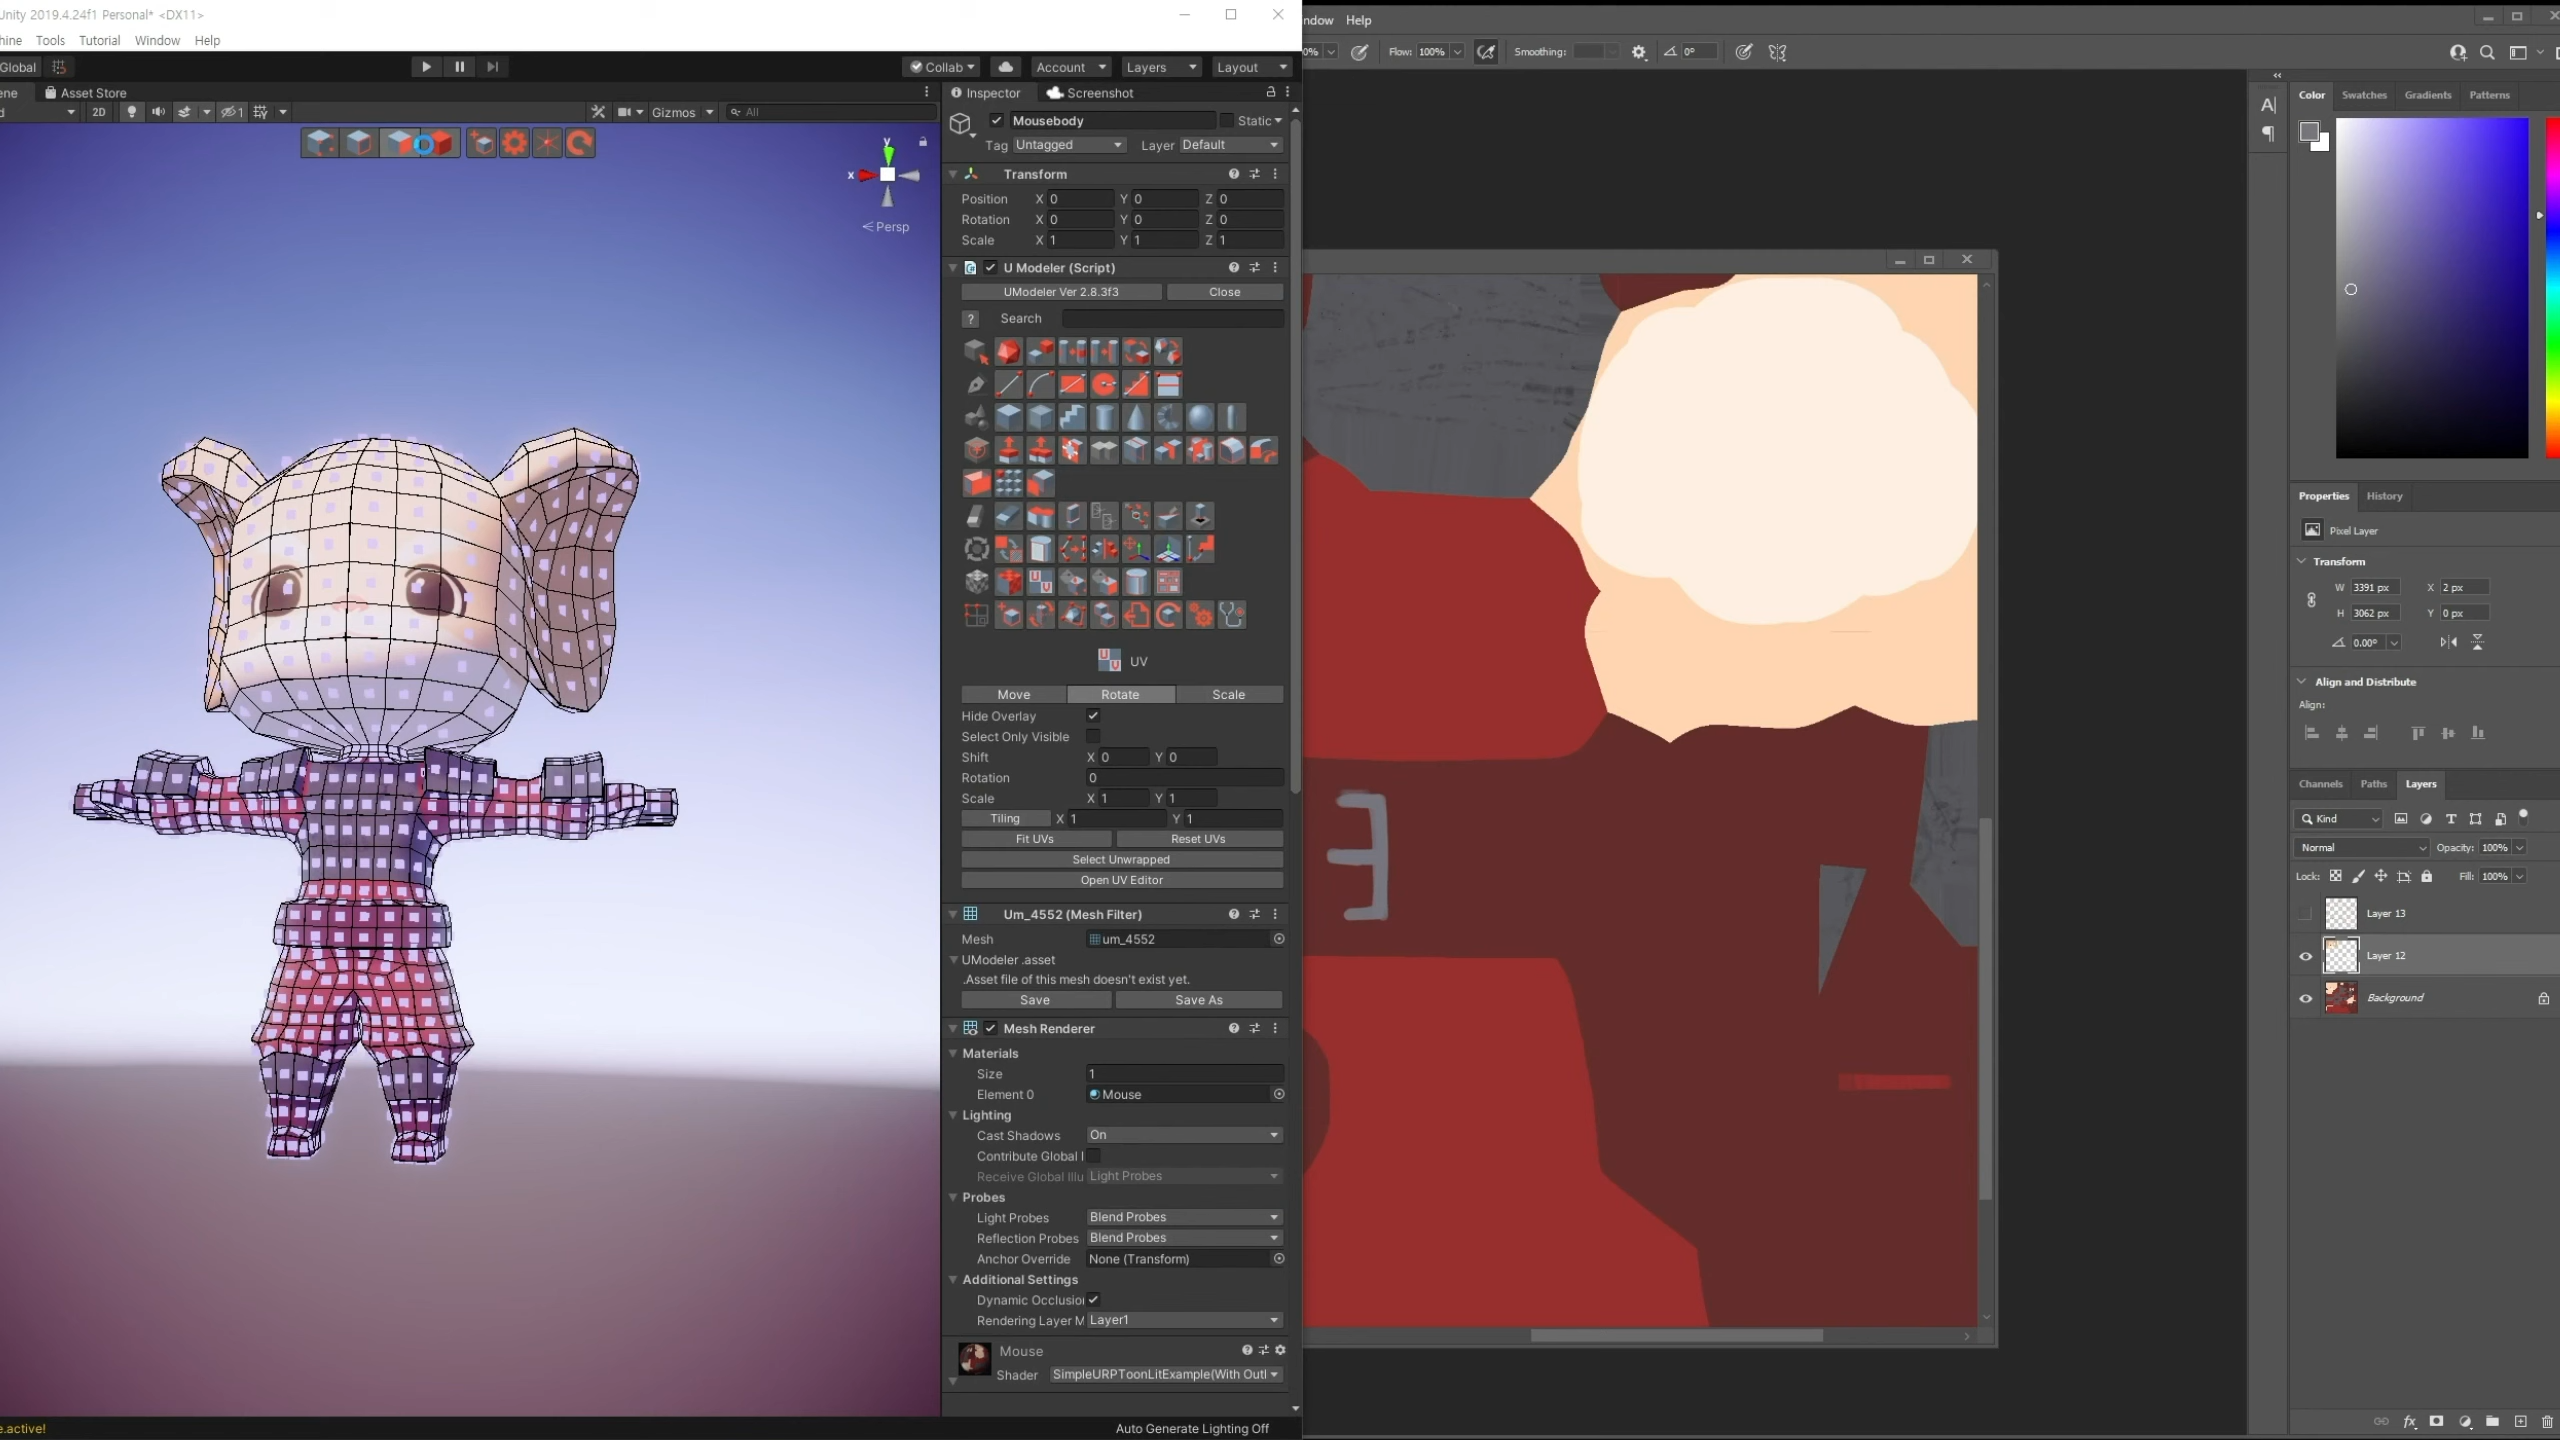 Unity 2019.4.24f1 Personal* <DX11>
hine Tools Tutorial Window Help
Global
Collab Account Layers Layout
ene Asset Store
2D Gizmos All
Persp
x
y
Inspector Screenshot
Mousebody Static
Tag Untagged Layer Default
Transform
Position X 0 Y 0 Z 0
Rotation X 0 Y 0 Z 0
Scale X 1 Y 1 Z 1
U Modeler (Script)
UModeler Ver 2.8.3f3 Close
? Search
UV
Move Rotate Scale
Hide Overlay
Select Only Visible
Shift X 0 Y 0
Rotation 0
Scale X 1 Y 1
Tiling X 1 Y 1
Fit UVs Reset UVs
Select Unwrapped
Open UV Editor
Um_4552 (Mesh Filter)
Mesh um_4552
UModeler .asset
.Asset file of this mesh doesn't exist yet.
Save Save As
Mesh Renderer
Materials
Size 1
Element 0 Mouse
Lighting
Cast Shadows On
Contribute Global I
Receive Global Illu Light Probes
Probes
Light Probes Blend Probes
Reflection Probes Blend Probes
Anchor Override None (Transform)
Additional Settings
Dynamic Occlusio
Rendering Layer M Layer1
Mouse
Shader SimpleURPToonLitExample(With Outl
e.active!
Auto Generate Lighting Off
ndow Help
0% Flow: 100% Smoothing: 0°
Color Swatches Gradients Patterns
Properties History
Pixel Layer
Transform
W 3391 px X 2 px
H 3062 px Y 0 px
0.00°
Align and Distribute
Align:
Channels Paths Layers
Kind
Normal Opacity: 100%
Lock: Fill: 100%
Layer 13
Layer 12
Background